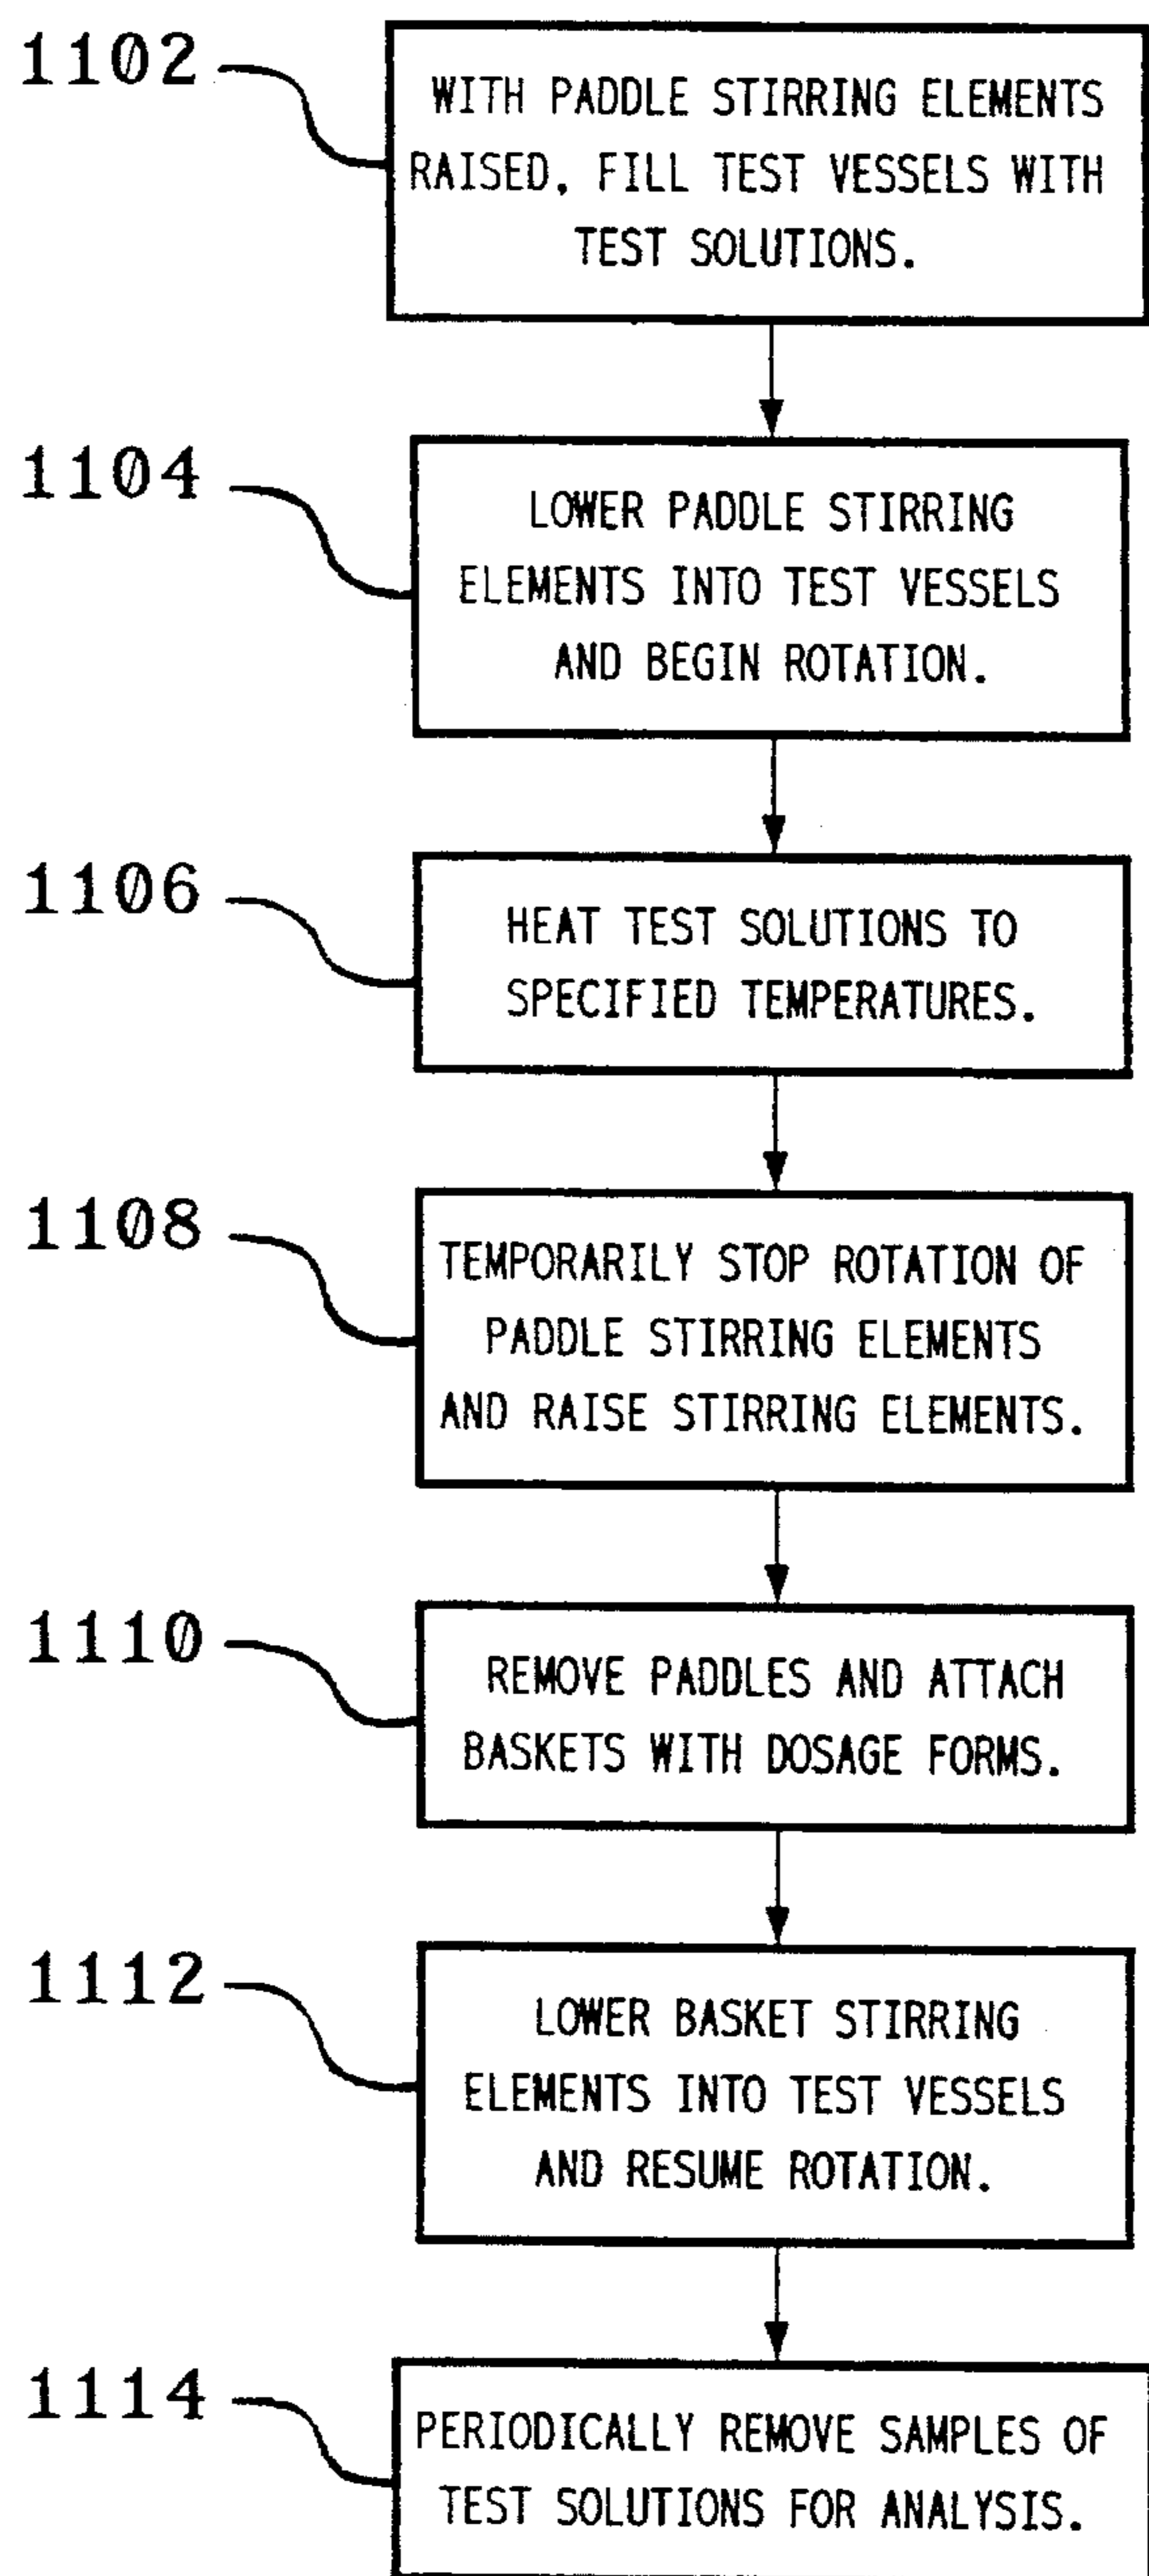 1102
WITH PADDLE STIRRING ELEMENTS
RAISED, FILL TEST VESSELS WITH
TEST SOLUTIONS.
1104
LOWER PADDLE STIRRING
ELEMENTS INTO TEST VESSELS
AND BEGIN ROTATION.
1106
HEAT TEST SOLUTIONS TO
SPECIFIED TEMPERATURES.
1108
TEMPORARILY STOP ROTATION OF
PADDLE STIRRING ELEMENTS
AND RAISE STIRRING ELEMENTS.
1110
REMOVE PADDLES AND ATTACH
BASKETS WITH DOSAGE FORMS.
1112
LOWER BASKET STIRRING
ELEMENTS INTO TEST VESSELS
AND RESUME ROTATION.
1114
PERIODICALLY REMOVE SAMPLES OF
TEST SOLUTIONS FOR ANALYSIS.